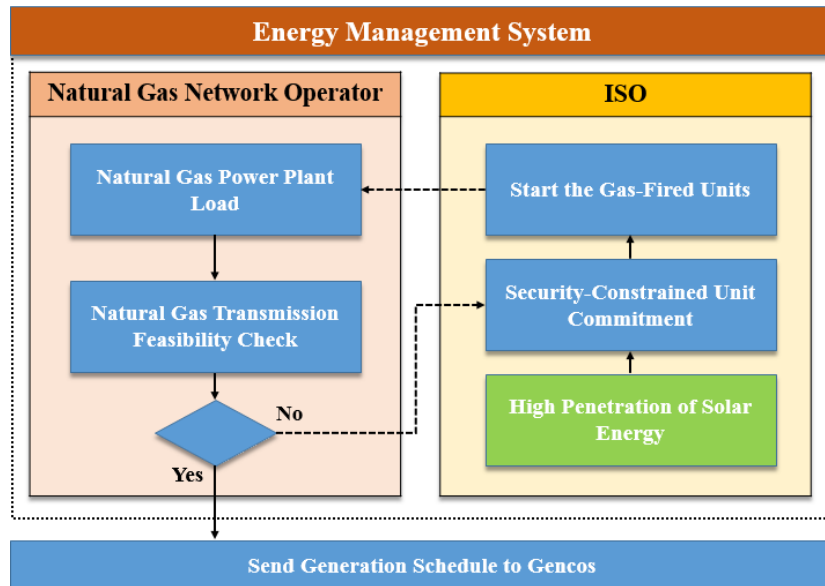 Energy Management System
Natural Gas Network Operator
Natural Gas Power Plant
Load
Natural Gas Transmission
Feasibility Check
No
Yes
ISO
Start the Gas-Fired Units
Security-Constrained Unit
Commitment
High Penetration of Solar
Energy
Send Generation Schedule to Gencos